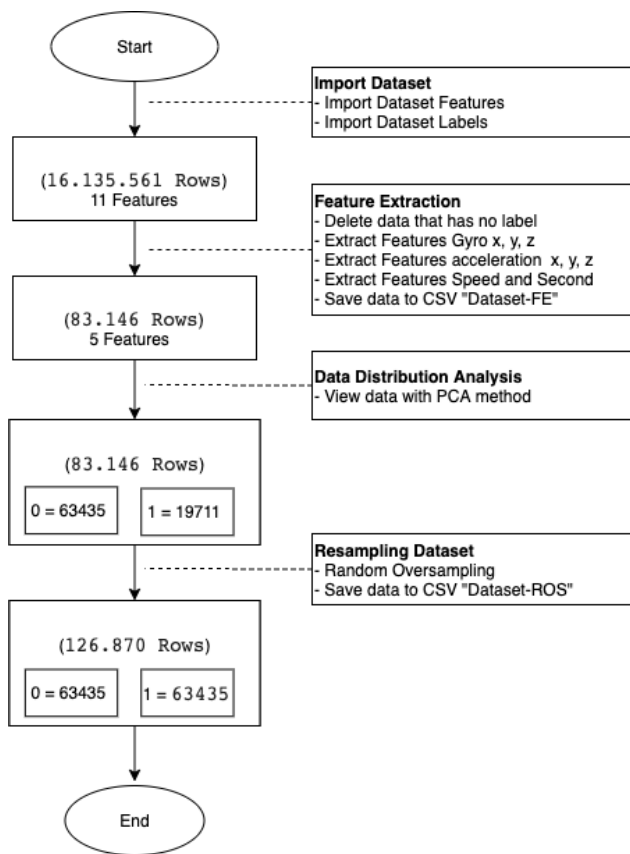 Start
Import Dataset
- Import Dataset Features
- Import Dataset Labels
(16.135.561 Rows)
11 Features
Feature Extraction
- Delete data that has no label
- Extract Features Gyro x, y, z
- Extract Features acceleration x, y, z
- Extract Features Speed and Second
- Save data to CSV "Dataset-FE"
(83.146 Rows)
5 Features
Data Distribution Analysis
- View data with PCA method
(83.146 Rows)
0 = 63435
1 = 19711
Resampling Dataset
- Random Oversampling
- Save data to CSV "Dataset-ROS"
(126.870 Rows)
0 = 63435
1 = 63435
End